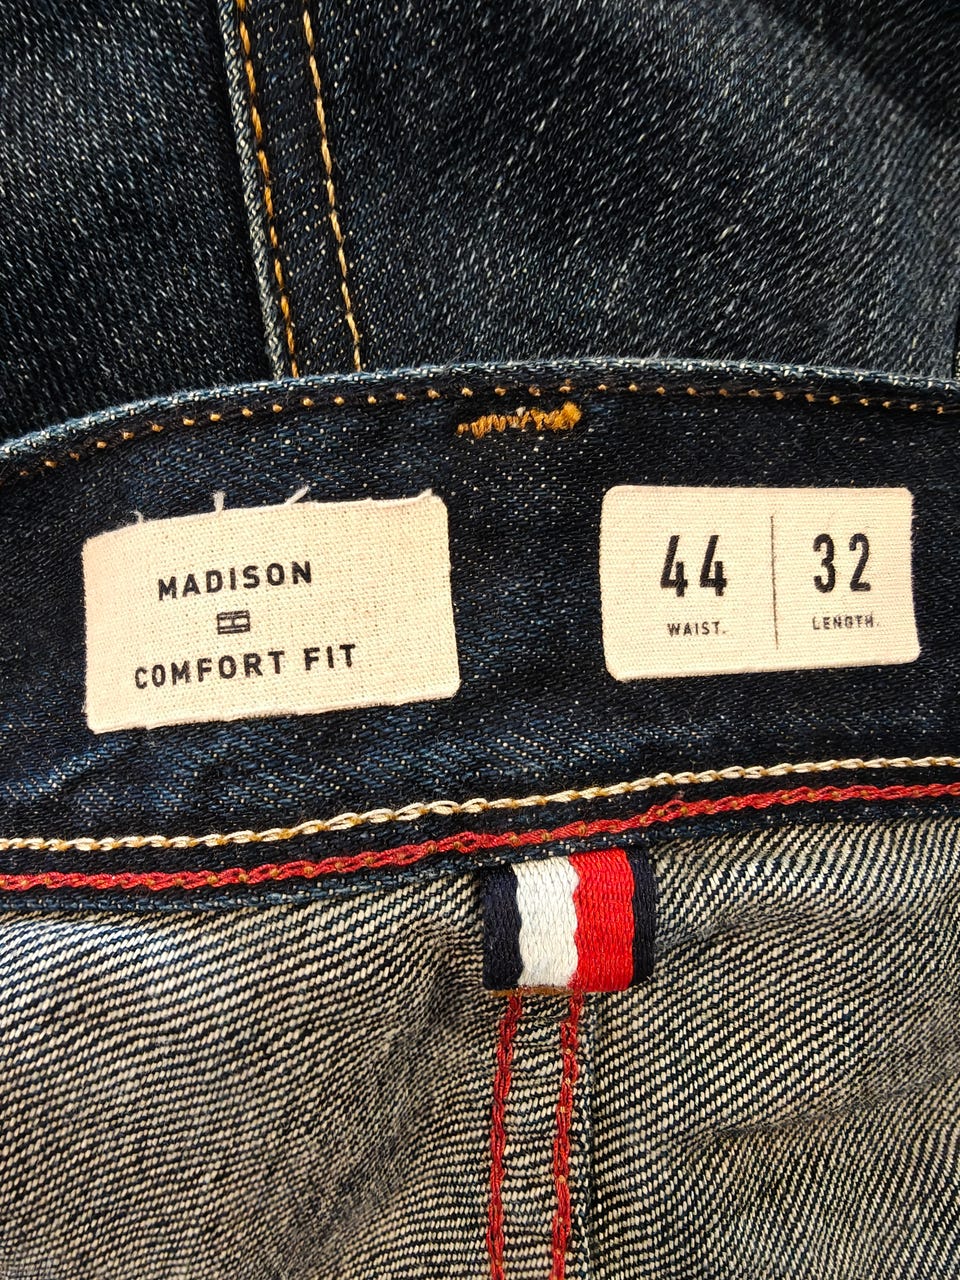 MADISON
COMFORT FIT
44
WAIST.
32
LENGTH.